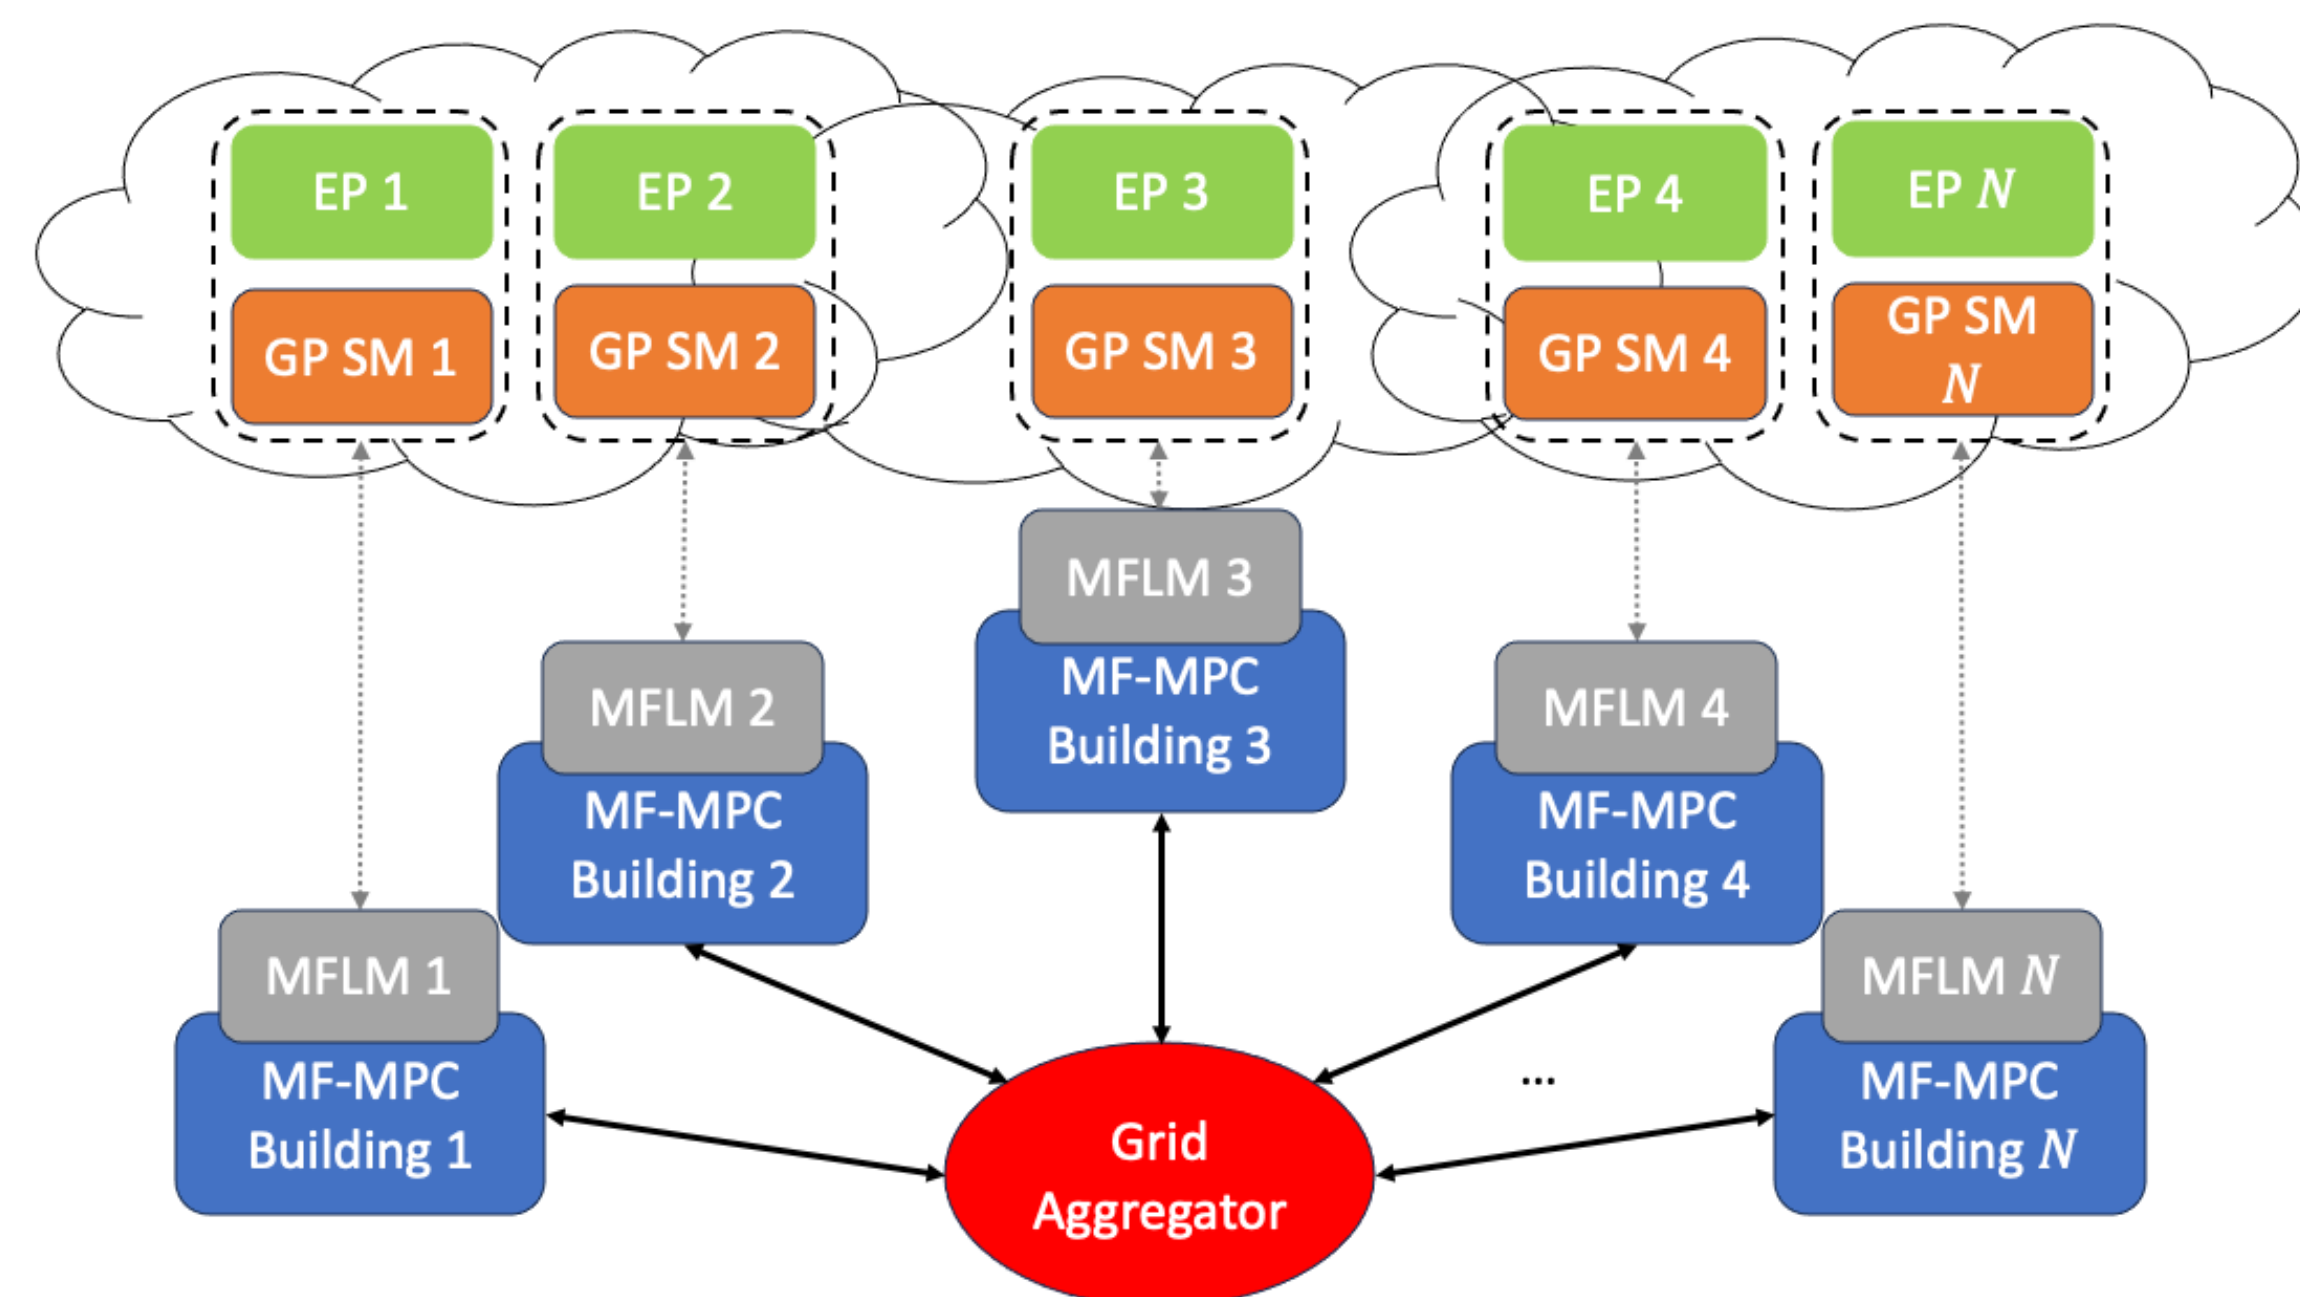 EP 1
EP 2
EP 3
EP 4
EP N
GP SM 1
GP SM 2
GP SM 3
GP SM 4
GP SM
N
MFLM 3
MF-MPC
Building 3
MFLM 2
MF-MPC
Building 2
MFLM 4
MF-MPC
Building 4
MFLM 1
MF-MPC
Building 1
MFLM N
MF-MPC
Building N
...
Grid
Aggregator